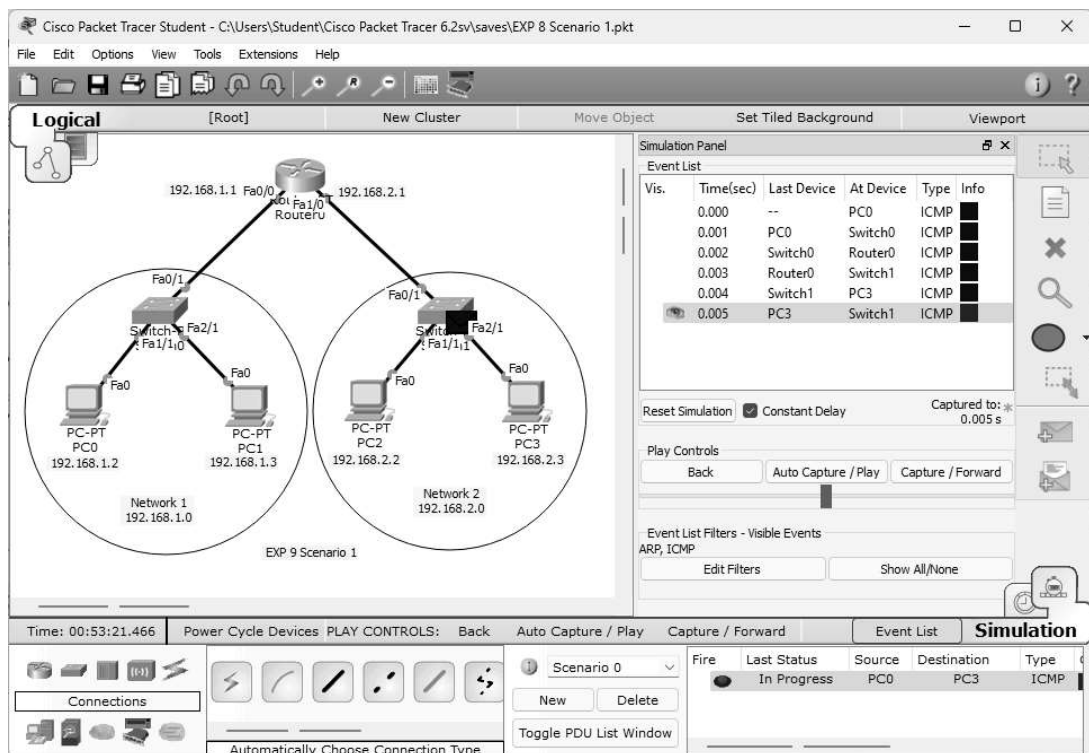 Cisco Packet Tracer Student - C:\Users\Student\Cisco Packet Tracer 6.2sv\saves\EXP 8 Scenario 1.pkt
File Edit Options View Tools Extensions Help
Logical [Root] New Cluster Move Object Set Tiled Background Viewport
192.168.1.1 Fa0/0 192.168.2.1
Fa1/0
Fa0/1 Fa0/1
Fa2/1 Fa2/1
Fa1/1 Fa1/1
Fa0 Fa0 Fa0 Fa0
PC-PT PC-PT PC-PT PC-PT
PC0 PC1 PC2 PC3
192.168.1.2 192.168.1.3 192.168.2.2 192.168.2.3
Network 1 Network 2
192.168.1.0 192.168.2.0
EXP 9 Scenario 1
Simulation Panel
Event List
Vis. Time(sec) Last Device At Device Type Info
0.000 -- PC0 ICMP
0.001 PC0 Switch0 ICMP
0.002 Switch0 Router0 ICMP
0.003 Router0 Switch1 ICMP
0.004 Switch1 PC3 ICMP
0.005 PC3 Switch1 ICMP
Reset Simulation Constant Delay Captured to: *
0.005 s
Play Controls
Back Auto Capture / Play Capture / Forward
Event List Filters - Visible Events
ARP, ICMP
Edit Filters Show All/None
Time: 00:53:21.466 Power Cycle Devices PLAY CONTROLS: Back Auto Capture / Play Capture / Forward Event List Simulation
Connections
Automatically Choose Connection Type
Scenario 0
New Delete
Toggle PDU List Window
Fire Last Status Source Destination Type
In Progress PC0 PC3 ICMP